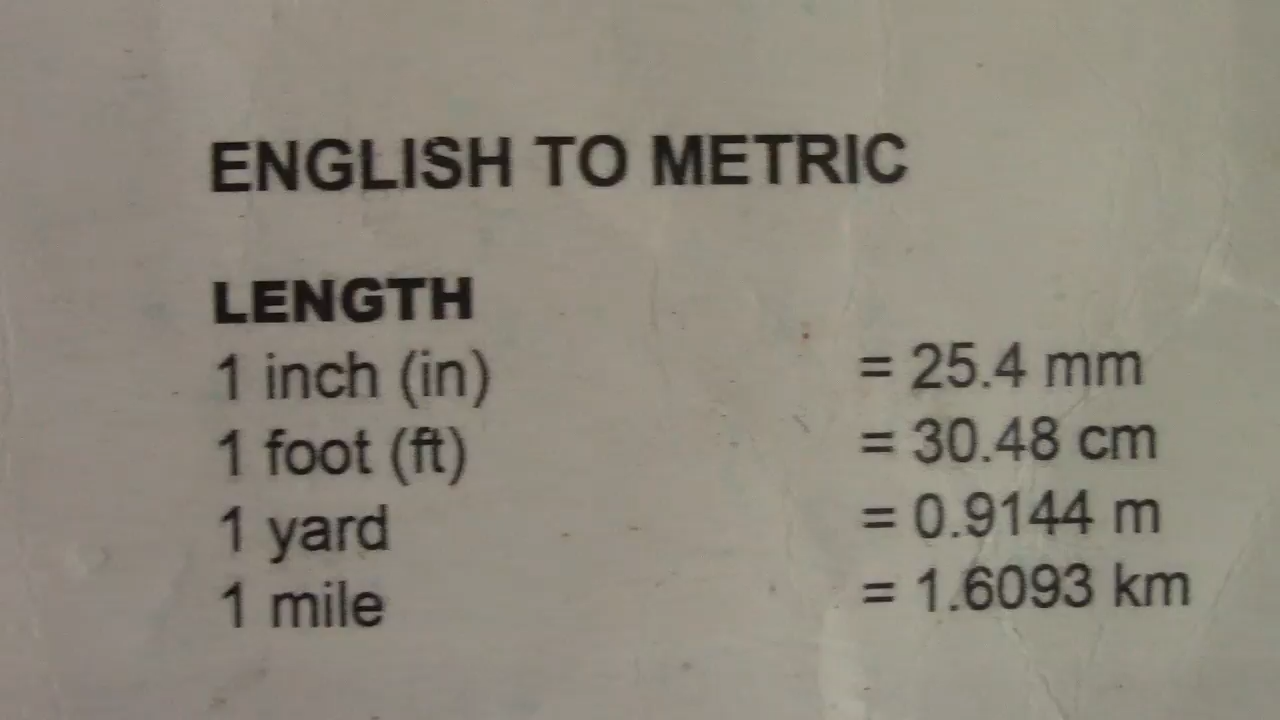 ENGLISH TO METRIC
LENGTH
1 inch (in) = 25.4 mm
1 foot (ft) = 30.48 cm
1 yard = 0.9144 m
1 mile = 1.6093 km